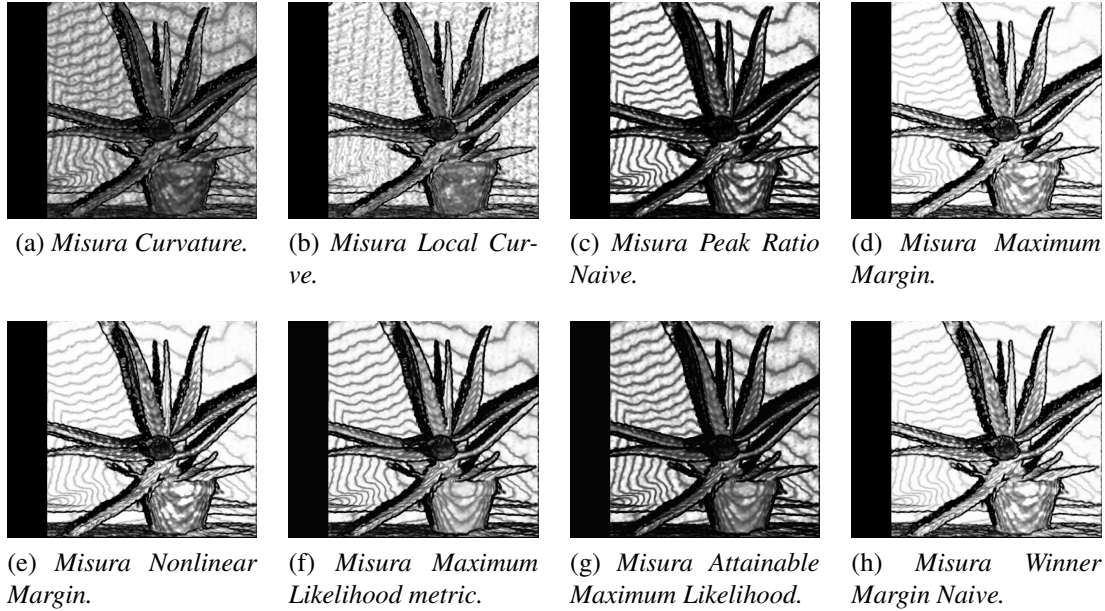 (a) Misura Curvature.
(b) Misura Local Cur-
ve.
(c) Misura Peak Ratio
Naive.
(d) Misura Maximum
Margin.
(e) Misura Nonlinear
Margin.
(f) Misura Maximum
Likelihood metric.
(g) Misura Attainable
Maximum Likelihood.
(h) Misura Winner
Margin Naive.